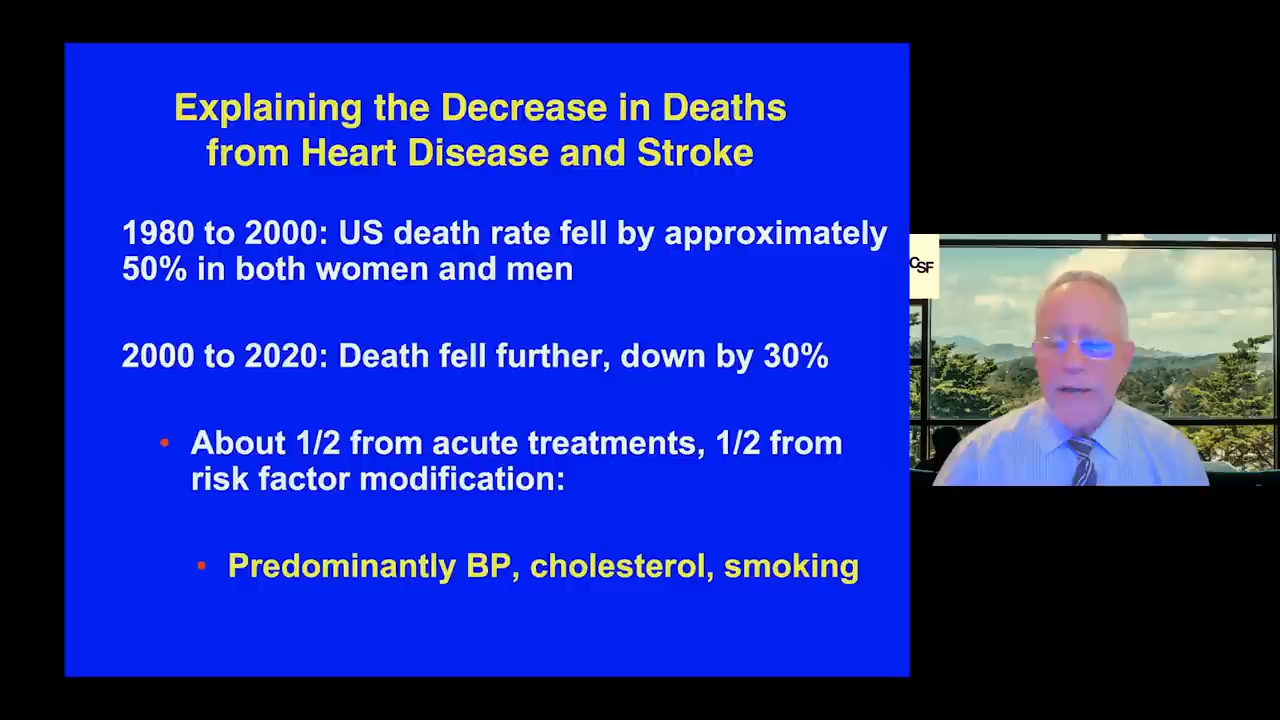 Explaining the Decrease in Deaths
from Heart Disease and Stroke
1980 to 2000: US death rate fell by approximately
50% in both women and men
2000 to 2020: Death fell further, down by 30%
• About 1/2 from acute treatments, 1/2 from
risk factor modification:
• Predominantly BP, cholesterol, smoking
CSF